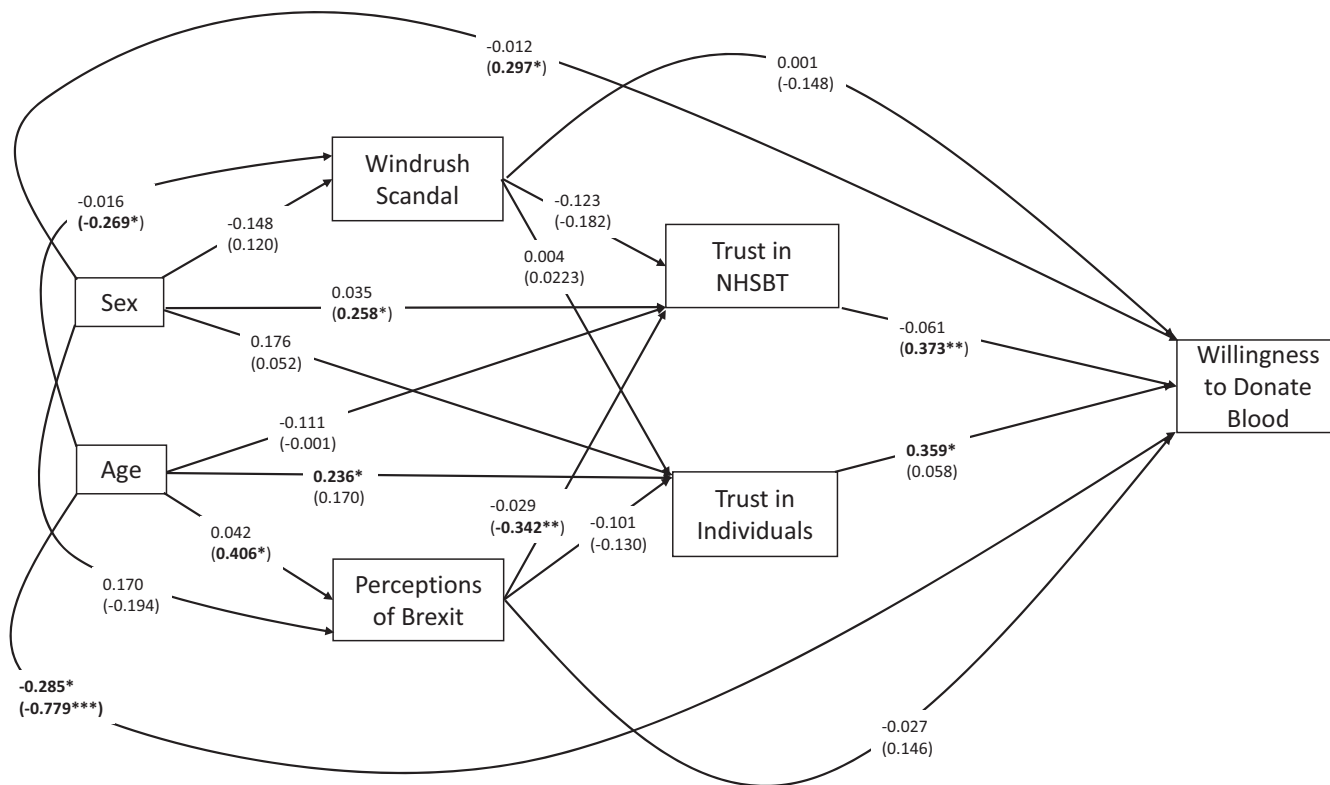 -0.012
(0.297*)
0.001
(-0.148)
Windrush
Scandal
-0.016
(-0.269*)
-0.148
(0.120)
-0.123
(-0.182)
Trust in
NHSBT
0.004
(0.0223)
Sex
0.035
(0.258*)
0.176
(0.052)
-0.061
(0.373**)
Willingness
to Donate
Blood
-0.111
(-0.001)
Age
0.236*
(0.170)
0.359*
(0.058)
Trust in
Individuals
-0.029
(-0.342**)
-0.101
(-0.130)
0.042
(0.406*)
0.170
(-0.194)
Perceptions
of Brexit
-0.285*
(-0.779***)
-0.027
(0.146)